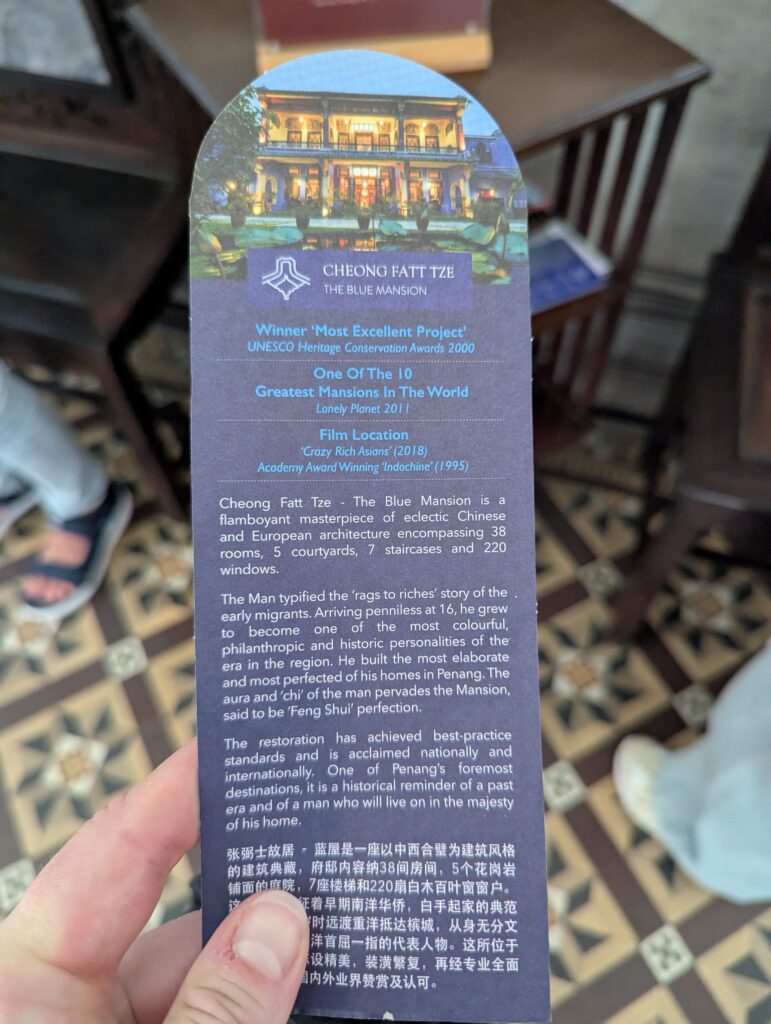 CHEONG FATT TZE
THE BLUE MANSION
Winner 'Most Excellent Project'
UNESCO Heritage Conservation Awards 2000
One Of The 10
Greatest Mansions In The World
Lonely Planet 2011
Film Location
'Crazy Rich Asians' (2018)
Academy Award Winning 'Indochine' (1995)
Cheong Fatt Tze - The Blue Mansion is a
flamboyant masterpiece of eclectic Chinese
and European architecture encompassing 38
rooms, 5 courtyards, 7 staircases and 220
windows.
The Man typified the 'rags to riches' story of the
early migrants. Arriving penniless at 16, he grew
to become one of the most colourful,
philanthropic and historic personalities of the
era in the region. He built the most elaborate
and most perfected of his homes in Penang. The
aura and 'chi' of the man pervades the Mansion,
said to be 'Feng Shui' perfection.
The restoration has achieved best-practice
standards and is acclaimed nationally and
internationally. One of Penang's foremost
destinations, it is a historical reminder of a past
era and of a man who will live on in the majesty
of his home.
张弼士故居 - 蓝屋是一座以中西合壁为建筑风格
的建筑典藏，府邸内容纳38间房间，5个花岗岩
铺面的庭院，7座楼梯和220扇白木百叶窗窗户。
着早期南洋华侨，白手起家的典范
时远渡重洋抵达槟城，从身无分文
洋首屈一指的代表人物。这所位于
设精美，装潢繁复，再经专业全面
国内外业界赞赏及认可。